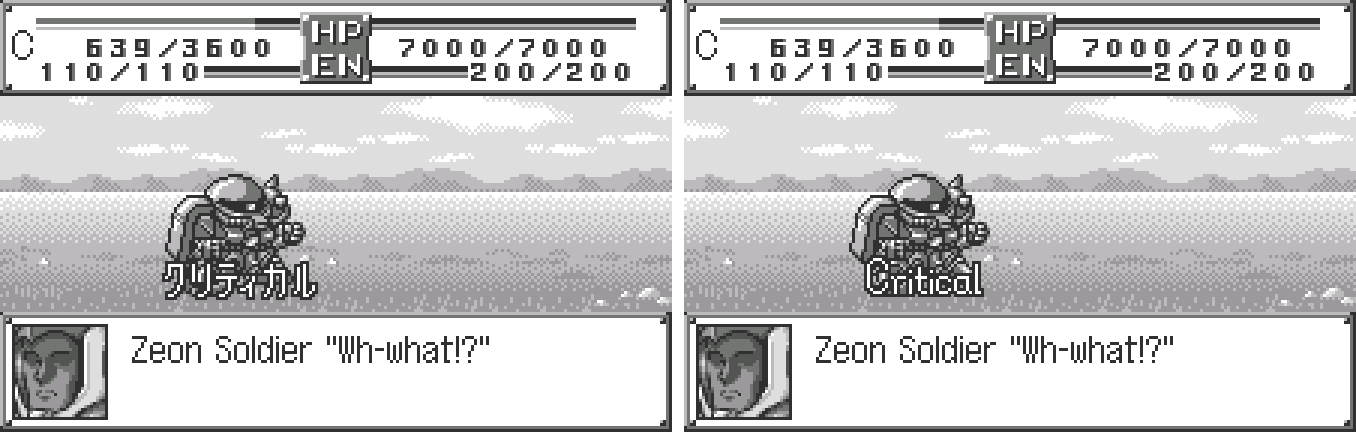 C 639/3600 HP 7000/7000
110/110 EN 200/200
クリティカル
Zeon Soldier "Wh-what!?"
C 639/3600 HP 7000/7000
110/110 EN 200/200
Critical
Zeon Soldier "Wh-what!?"